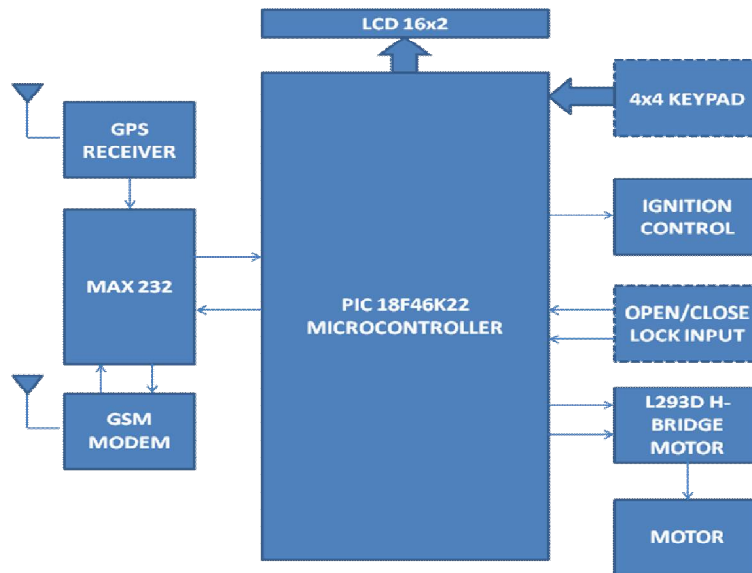 LCD 16x2
4x4 KEYPAD
GPS
RECEIVER
IGNITION
CONTROL
MAX 232
PIC 18F46K22
MICROCONTROLLER
OPEN/CLOSE
LOCK INPUT
GSM
MODEM
L293D H-
BRIDGE
MOTOR
MOTOR